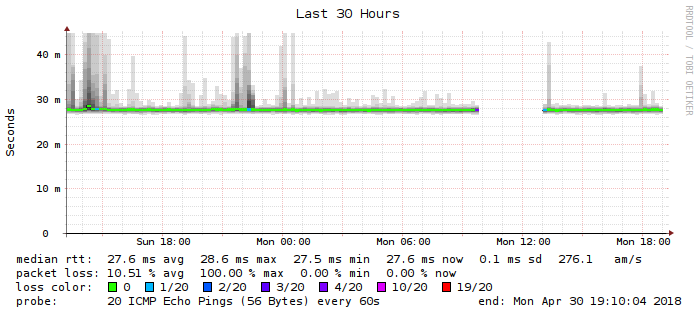 Last 30 Hours
RRDTOOL / TOBI OETIKER
Seconds
40 m
30 m
20 m
10 m
0
Sun 18:00 Mon 00:00 Mon 06:00 Mon 12:00 Mon 18:00
median rtt: 27.6 ms avg 28.6 ms max 27.5 ms min 27.6 ms now 0.1 ms sd 276.1 am/s
packet loss: 10.51 % avg 100.00 % max 0.00 % min 0.00 % now
loss color: 0 1/20 2/20 3/20 4/20 10/20 19/20
probe: 20 ICMP Echo Pings (56 Bytes) every 60s end: Mon Apr 30 19:10:04 2018